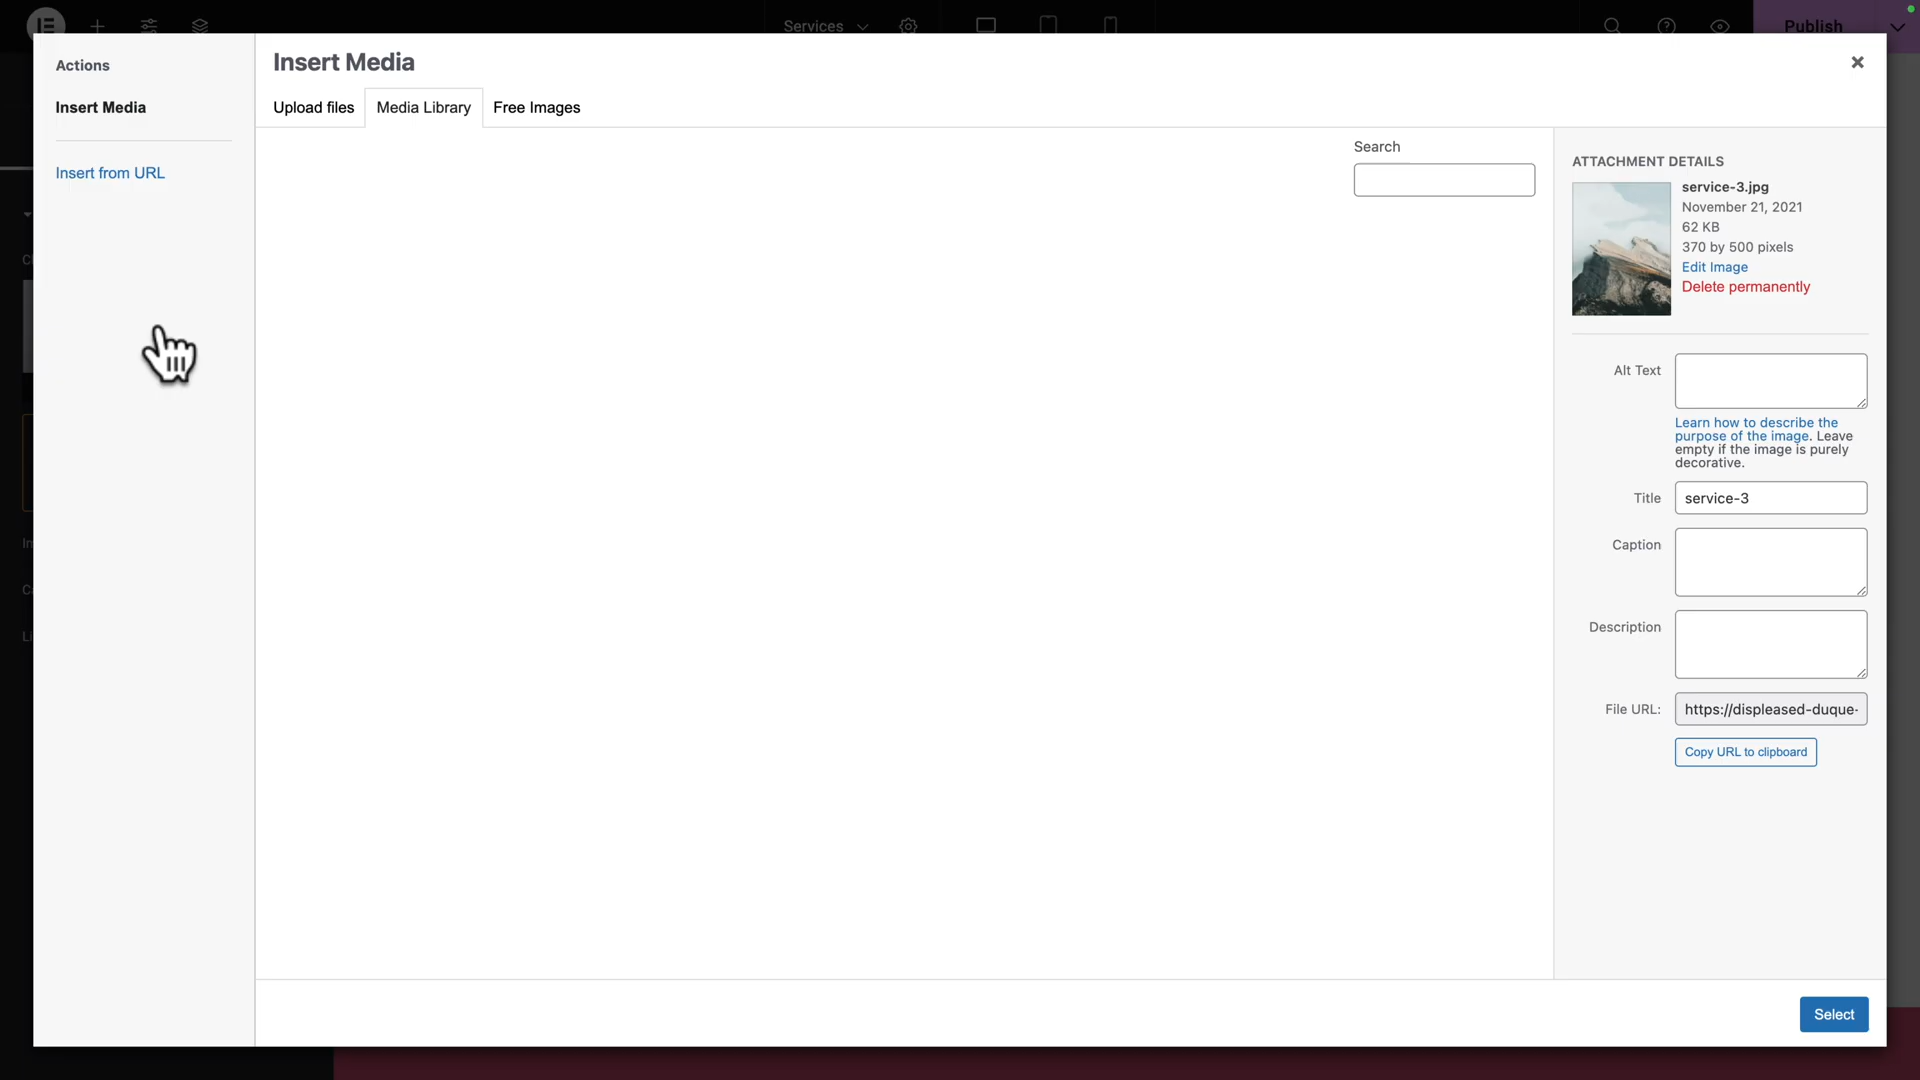 Services
Publish
Actions
Insert Media
Insert from URL
Insert Media
Upload files
Media Library
Free Images
Search
ATTACHMENT DETAILS
service-3.jpg
November 21, 2021
62 KB
370 by 500 pixels
Edit Image
Delete permanently
Alt Text
Learn how to describe the
purpose of the image. Leave
empty if the image is purely
decorative.
Title
service-3
Caption
Description
File URL:
https://displeased-duque-
Copy URL to clipboard
Select